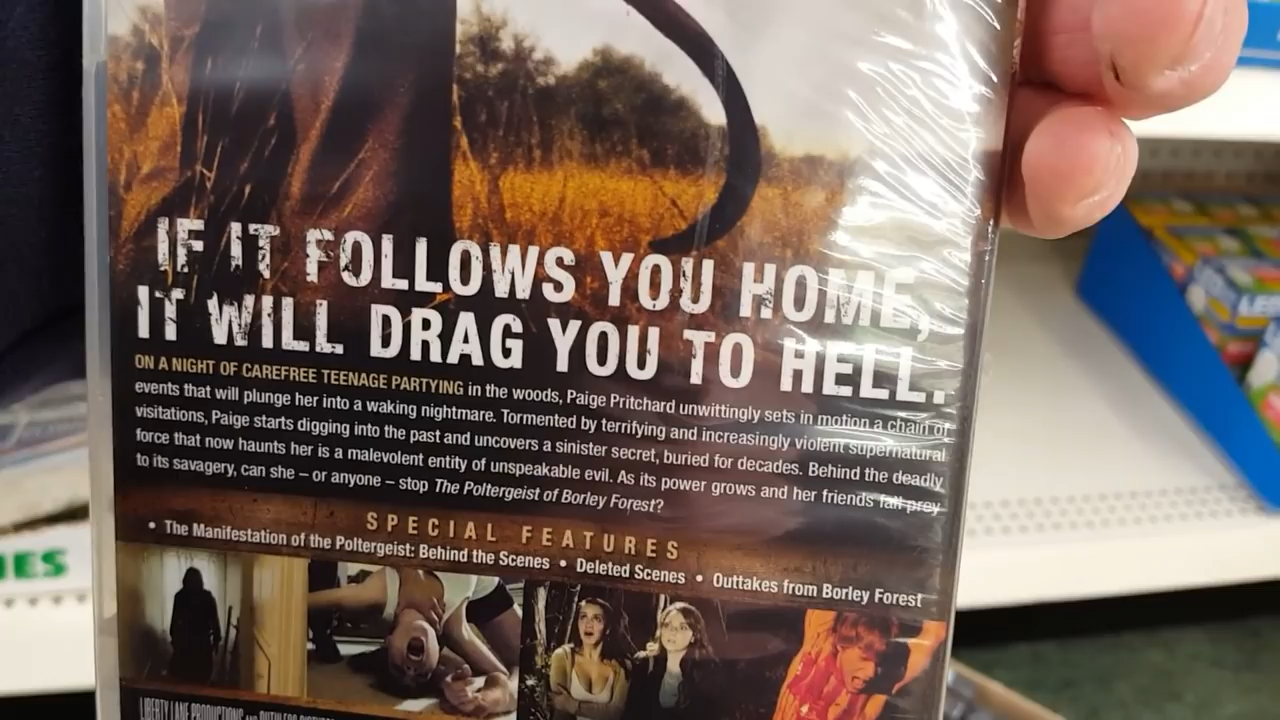 IF IT FOLLOWS YOU HOME,
IT WILL DRAG YOU TO HELL.
ON A NIGHT OF CAREFREE TEENAGE PARTYING in the woods, Paige Pritchard unwittingly sets in motion a chain of
events that will plunge her into a waking nightmare. Tormented by terrifying and increasingly violent supernatural
visitations, Paige starts digging into the past and uncovers a sinister secret, buried for decades. Behind the deadly
force that now haunts her is a malevolent entity of unspeakable evil. As its power grows and her friends fall prey
to its savagery, can she – or anyone – stop The Poltergeist of Borley Forest?
SPECIAL FEATURES
• The Manifestation of the Poltergeist: Behind the Scenes • Deleted Scenes • Outtakes from Borley Forest
LIBERTY LANE PRODUCTIONS AND